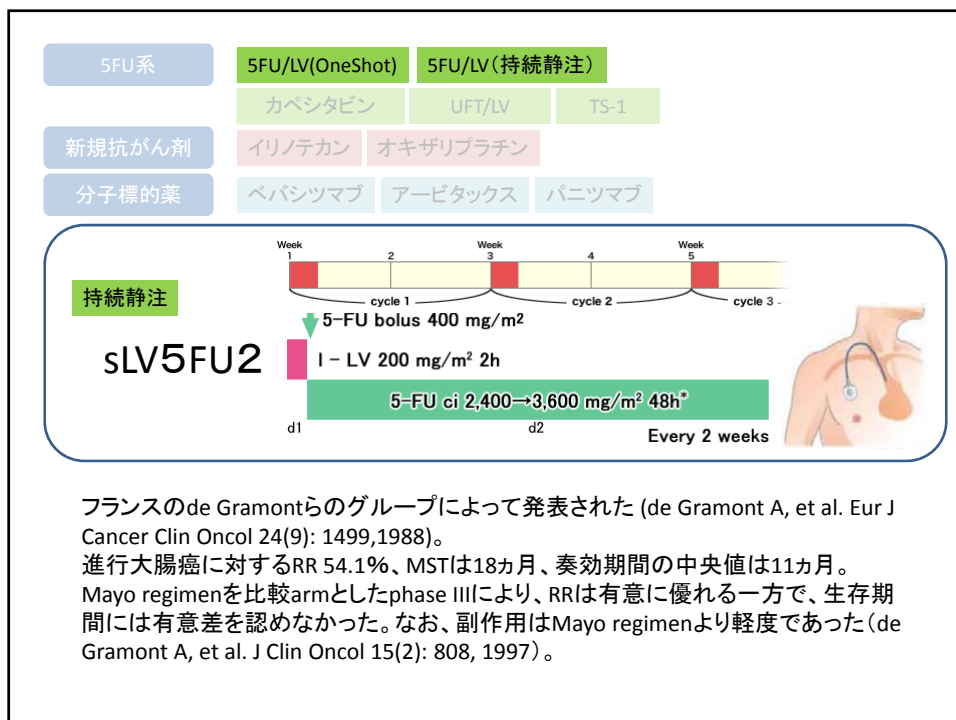 5FU系 5FU/LV(OneShot) 5FU/LV(持続静注)
カペシタビン UFT/LV TS-1
新規抗がん剤 イリノテカン オキザリプラチン
分子標的薬 ベバシツマブ アービタックス パニツマブ
Week Week Week
1 2 3 4 5
cycle 1 cycle 2 cycle 3
持続静注
5-FU bolus 400 mg/m²
sLV5FU2
l - LV 200 mg/m² 2h
5-FU ci 2,400→3,600 mg/m² 48h*
d1 d2
Every 2 weeks
フランスのde Gramontらのグループによって発表された (de Gramont A, et al. Eur J
Cancer Clin Oncol 24(9): 1499,1988)。
進行大腸癌に対するRR 54.1%、MSTは18ヵ月、奏効期間の中央値は11ヵ月。
Mayo regimenを比較armとしたphase IIIにより、RRは有意に優れる一方で、生存期
間には有意差を認めなかった。なお、副作用はMayo regimenより軽度であった(de
Gramont A, et al. J Clin Oncol 15(2): 808, 1997)。